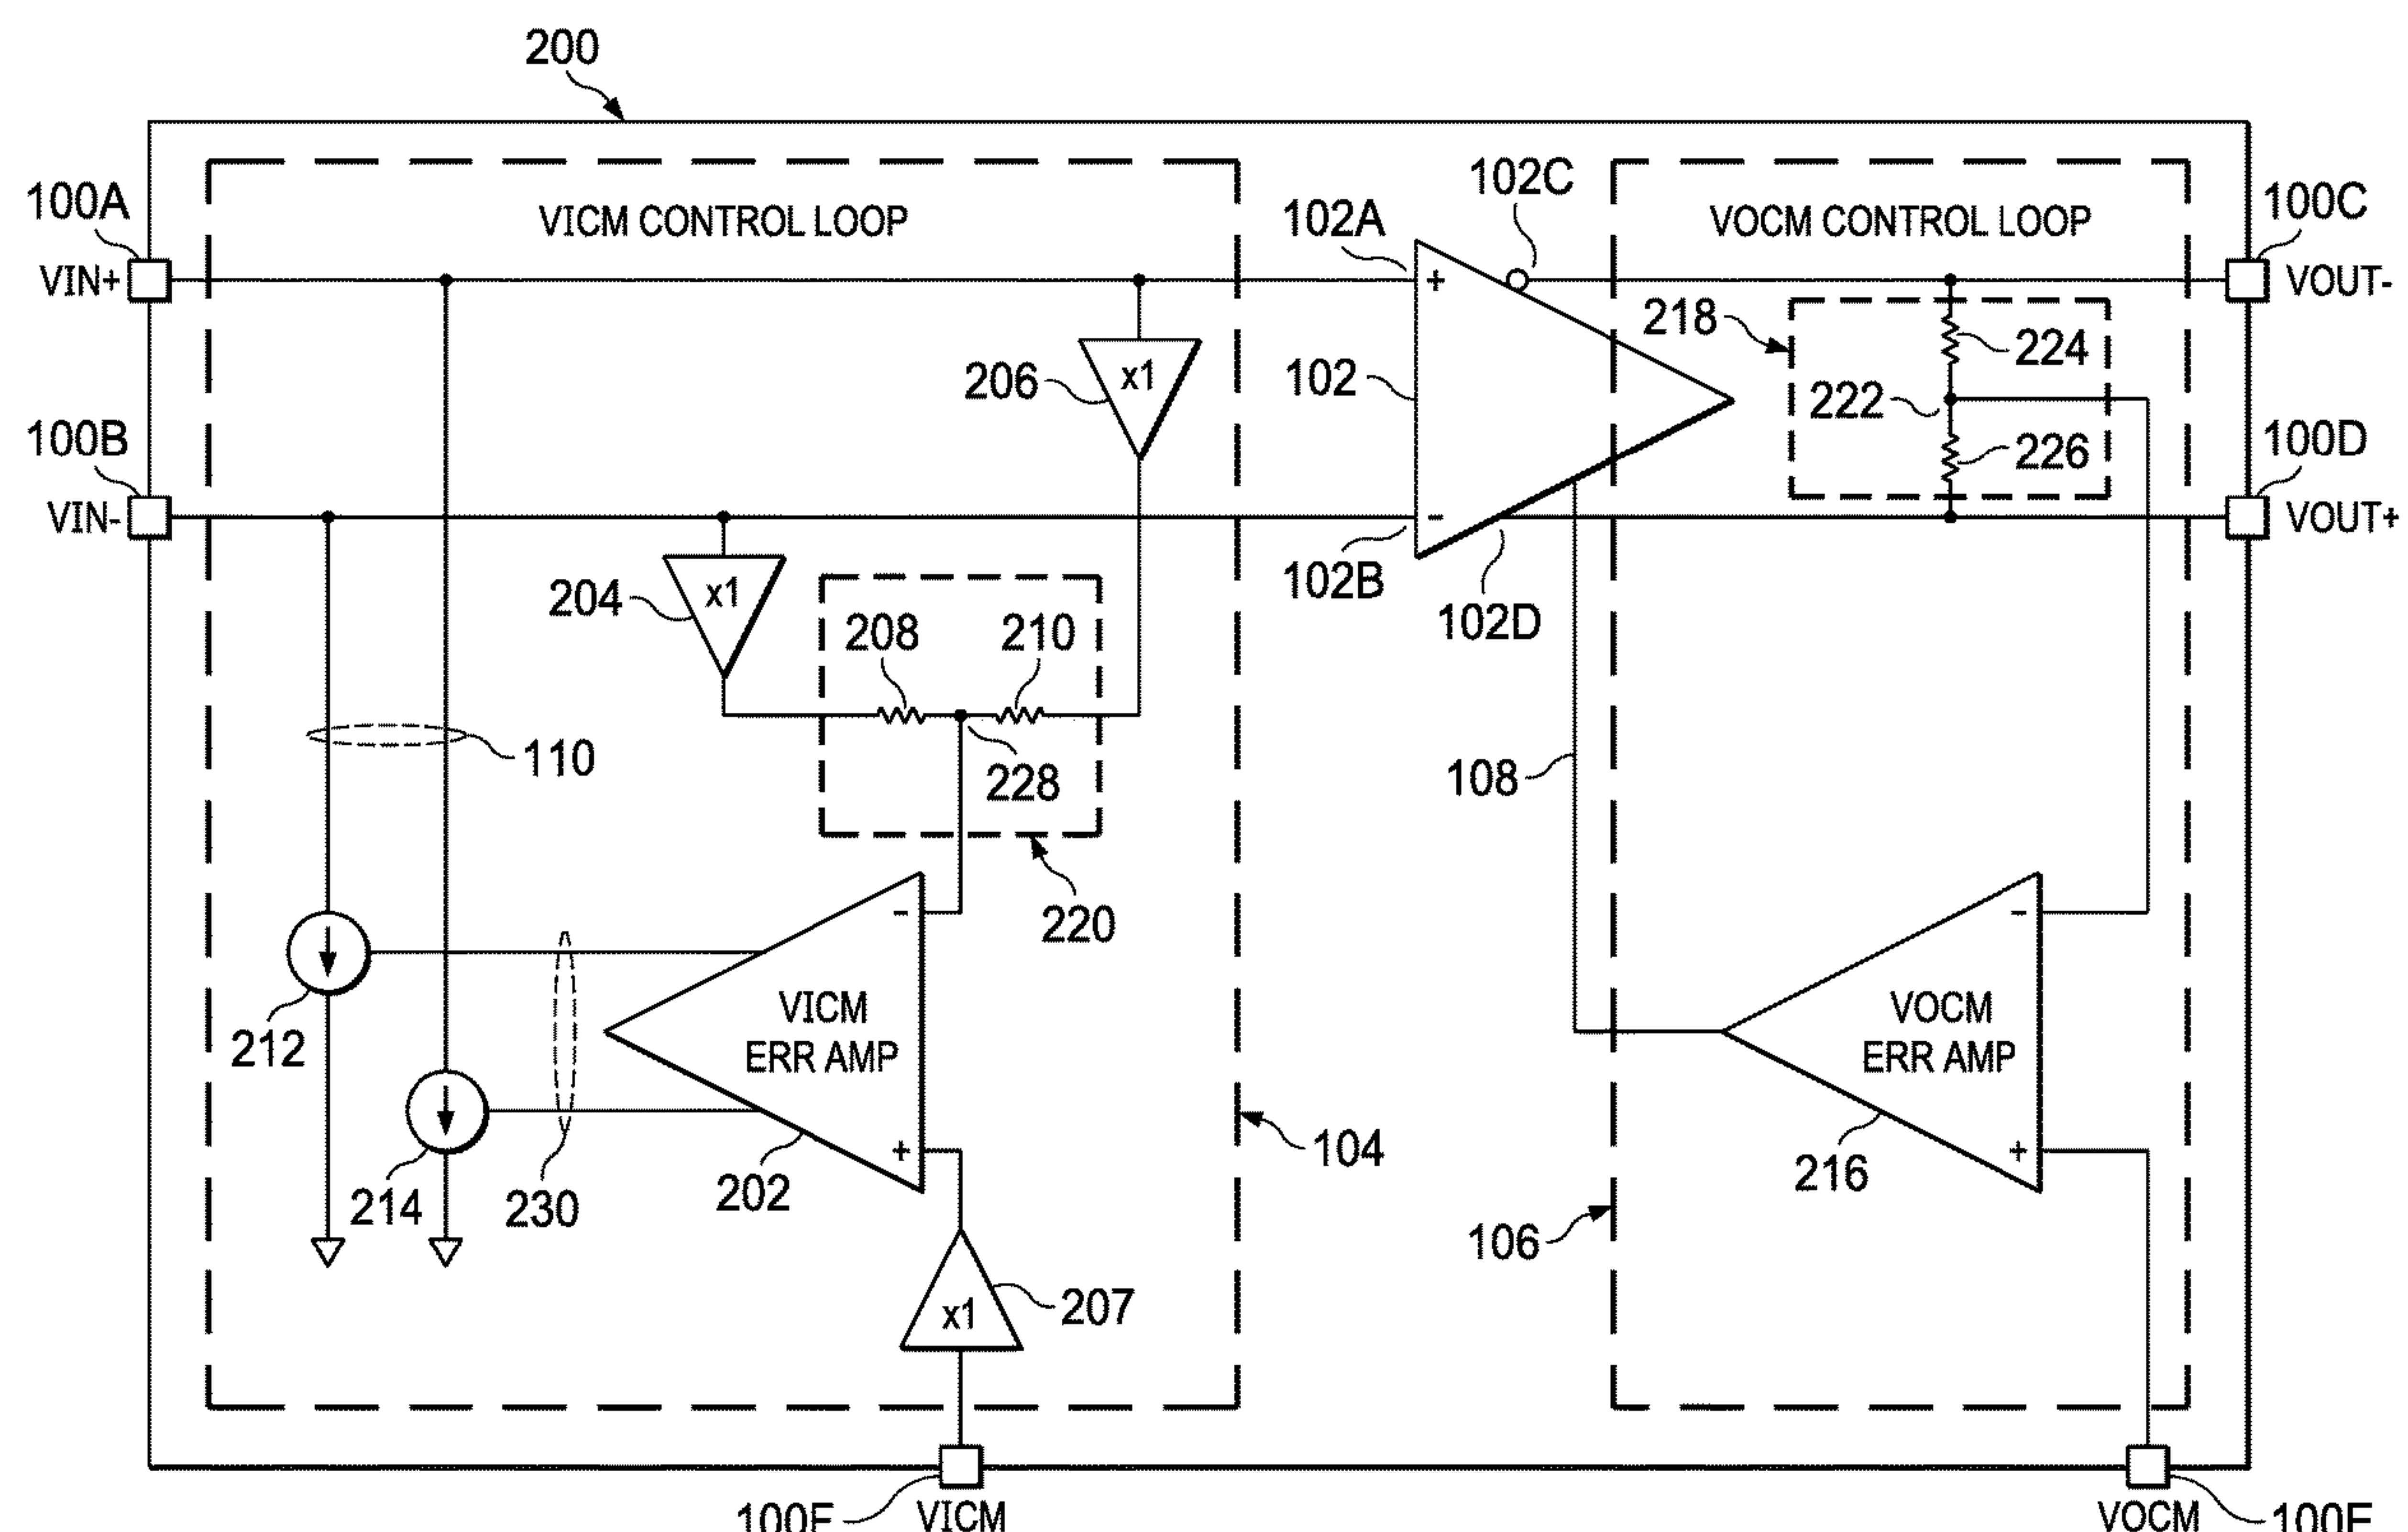 200
100A
VICM CONTROL LOOP
102A
102C
VOCM CONTROL LOOP
100C
VIN+
+
VOUT-
218
224
206
x1
102
222
100B
226
100D
VIN-
-
VOUT+
204
x1
208
210
102B
102D
110
228
108
-
220
-
212
VICM
ERR AMP
VOCM
ERR AMP
214
230
202
+
104
216
+
106
x1
207
VICM
VOCM